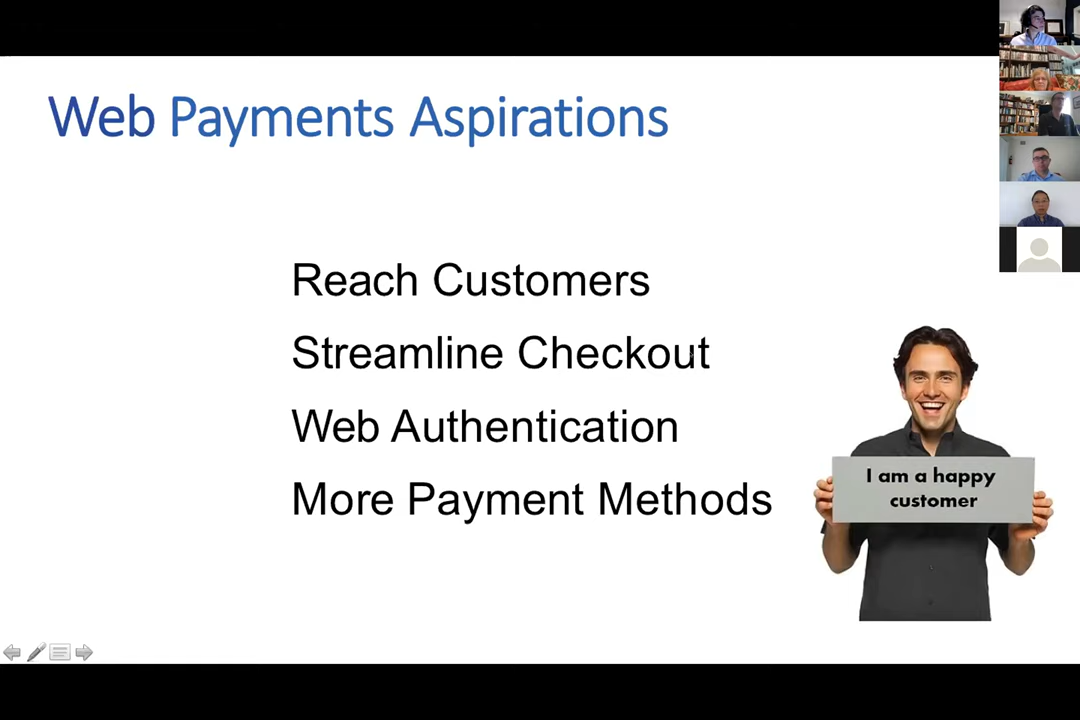 Web Payments Aspirations
Reach Customers
Streamline Checkout
Web Authentication
More Payment Methods
I am a happy
customer